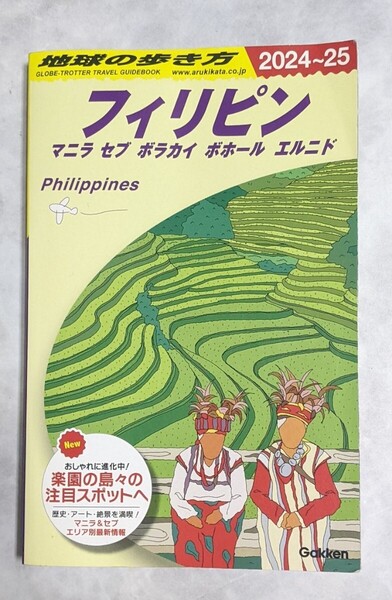 地球の歩き方
2024~25
GLOBE-TROTTER TRAVEL GUIDEBOOK
www.arukikata.co.jp
フィリピン
マニラ セブ ボラカイ ボホール エルニド
Philippines
New
おしゃれに進化中!
楽園の島々の
注目スポットへ
歴史・アート・絶景を満喫!
マニラ&セブ
エリア別最新情報
Gakken